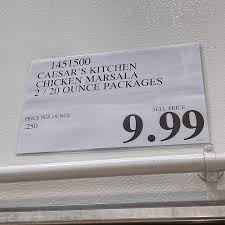 1451500
CAESAR'S KITCHEN
CHICKEN MARSALA
2 / 20 OUNCE PACKAGES
PRICE PER OUNCE
.250
SELL PRICE
9.99